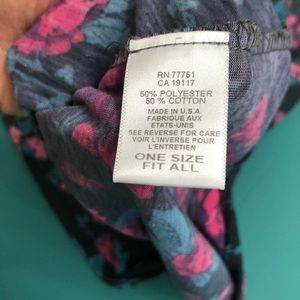 RN 77751
CA 19117
50% POLYESTER
50 % COTTON
MADE IN U.S.A.
FABRIQUE AUX
ETATS-UNIS
SEE REVERSE FOR CARE
VOIR L'INVERSE POUR
L'ENTRETIEN
ONE SIZE
FIT ALL